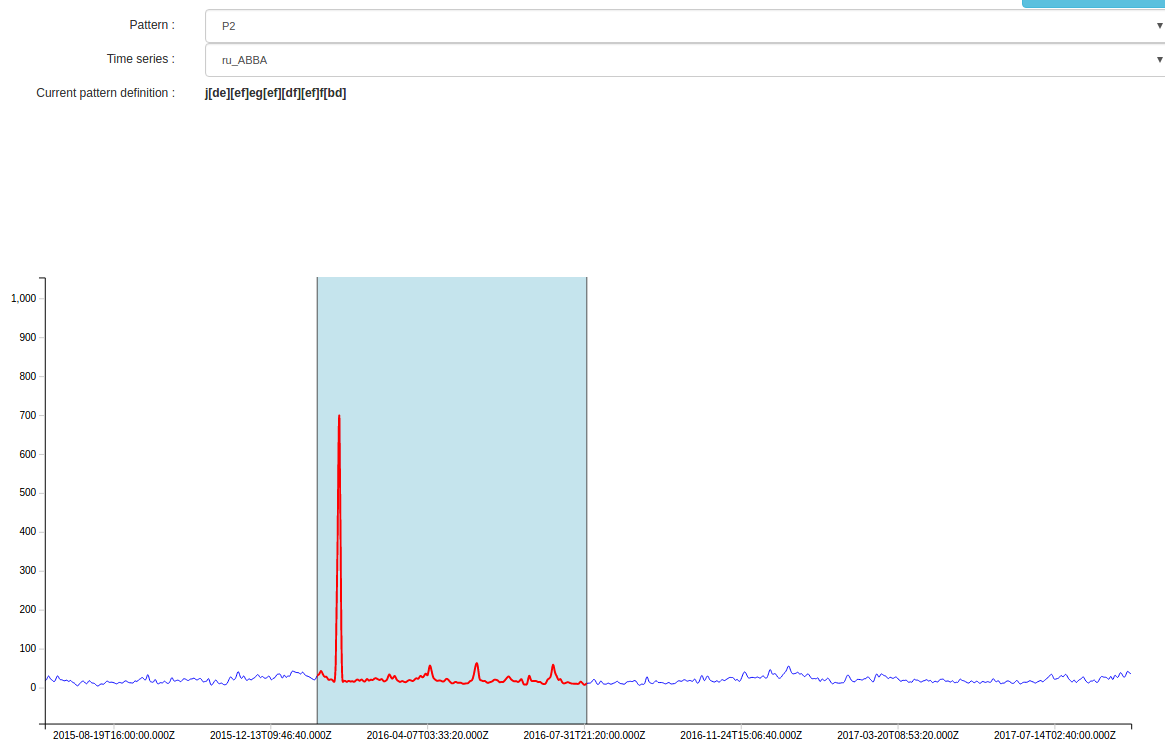 Pattern :
P2
Time series :
ru_ABBA
Current pattern definition :
j[de][ef]eg[ef][df][ef]f[bd]
1,000
900
800
700
600
500
400
300
200
100
0
2015-08-19T16:00:00.000Z
2015-12-13T09:46:40.000Z
2016-04-07T03:33:20.000Z
2016-07-31T21:20:00.000Z
2016-11-24T15:06:40.000Z
2017-03-20T08:53:20.000Z
2017-07-14T02:40:00.000Z